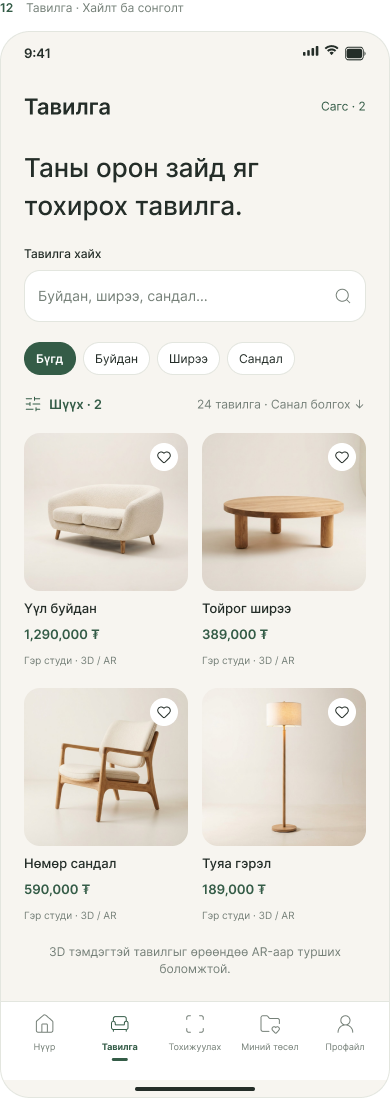 12 Тавилга · Хайлт ба сонголт
9:41
Тавилга
Сагс · 2
Таны орон зайд яг
тохирох тавилга.
Тавилга хайх
Буйдан, ширээ, сандал...
Бүгд
Буйдан
Ширээ
Сандал
Шүүх · 2
24 тавилга · Санал болгох ↓
Үүл буйдан
1,290,000 ₮
Гэр студи · 3D / AR
Тойрог ширээ
389,000 ₮
Гэр студи · 3D / AR
Нөмөр сандал
590,000 ₮
Гэр студи · 3D / AR
Туяа гэрэл
189,000 ₮
Гэр студи · 3D / AR
3D тэмдэгтэй тавилгыг өрөөндөө AR-аар турших
боломжтой.
Нүүр
Тавилга
Тохижуулах
Миний төсөл
Профайл